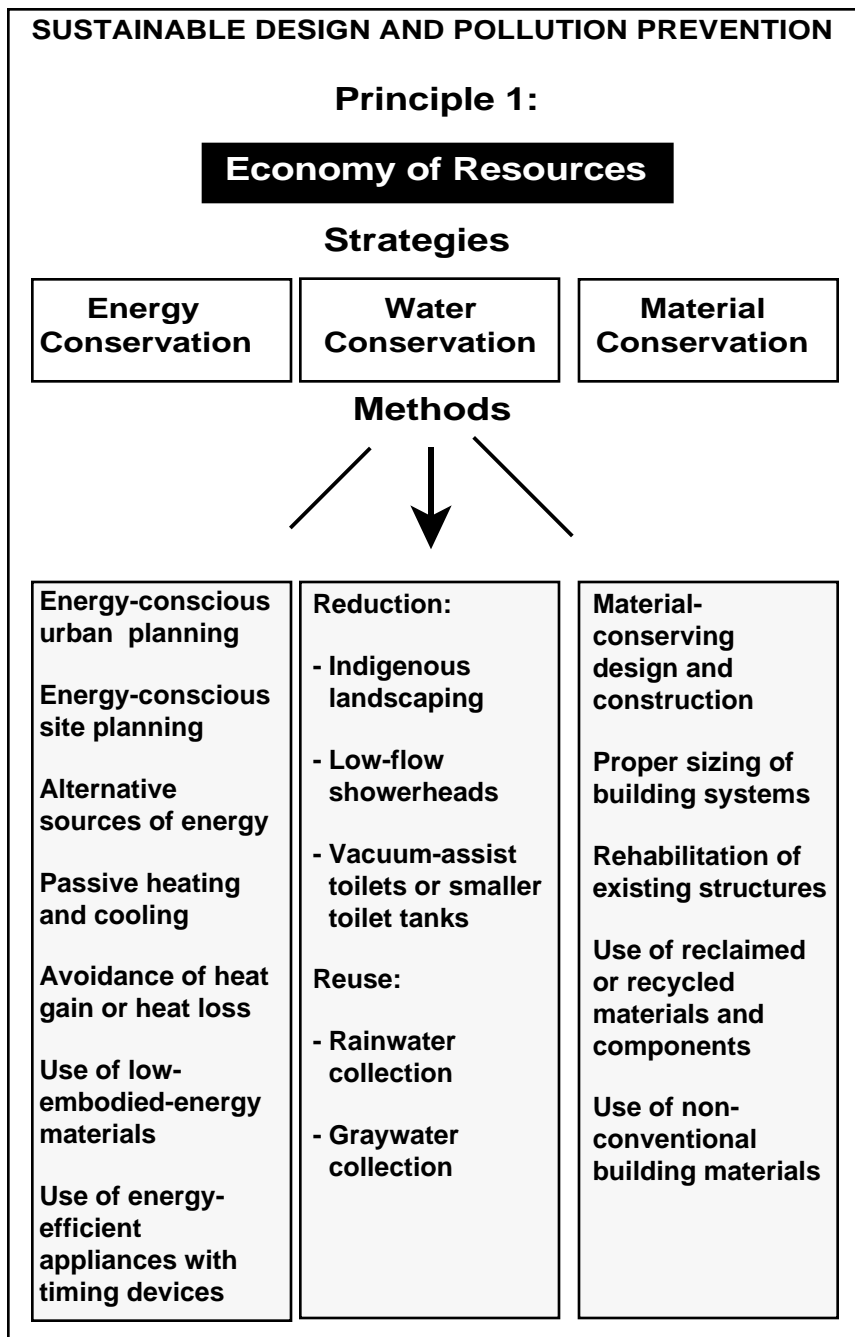 SUSTAINABLE DESIGN AND POLLUTION PREVENTION
Principle 1:
Economy of Resources
Strategies
Energy
Conservation
Water
Conservation
Material
Conservation
Methods
Energy-conscious
urban planning
Energy-conscious
site planning
Alternative
sources of energy
Passive heating
and cooling
Avoidance of heat
gain or heat loss
Use of low-
embodied-energy
materials
Use of energy-
efficient
appliances with
timing devices
Reduction:
- Indigenous
landscaping
- Low-flow
showerheads
- Vacuum-assist
toilets or smaller
toilet tanks
Reuse:
- Rainwater
collection
- Graywater
collection
Material-
conserving
design and
construction
Proper sizing of
building systems
Rehabilitation of
existing structures
Use of reclaimed
or recycled
materials and
components
Use of non-
conventional
building materials